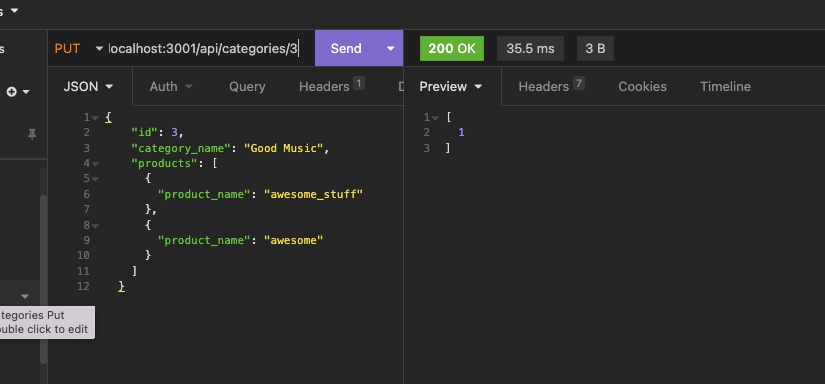 s
PUT localhost:3001/api/categories/3 Send 200 OK 35.5 ms 3 B
s
JSON Auth Query Headers 1 Preview Headers 7 Cookies Timeline
1 {
2 "id": 3,
3 "category_name": "Good Music",
4 "products": [
5 {
6 "product_name": "awesome_stuff"
7 },
8 {
9 "product_name": "awesome"
10 }
11 ]
12 }
1 [
2 1
3 ]
tegories Put
uble click to edit